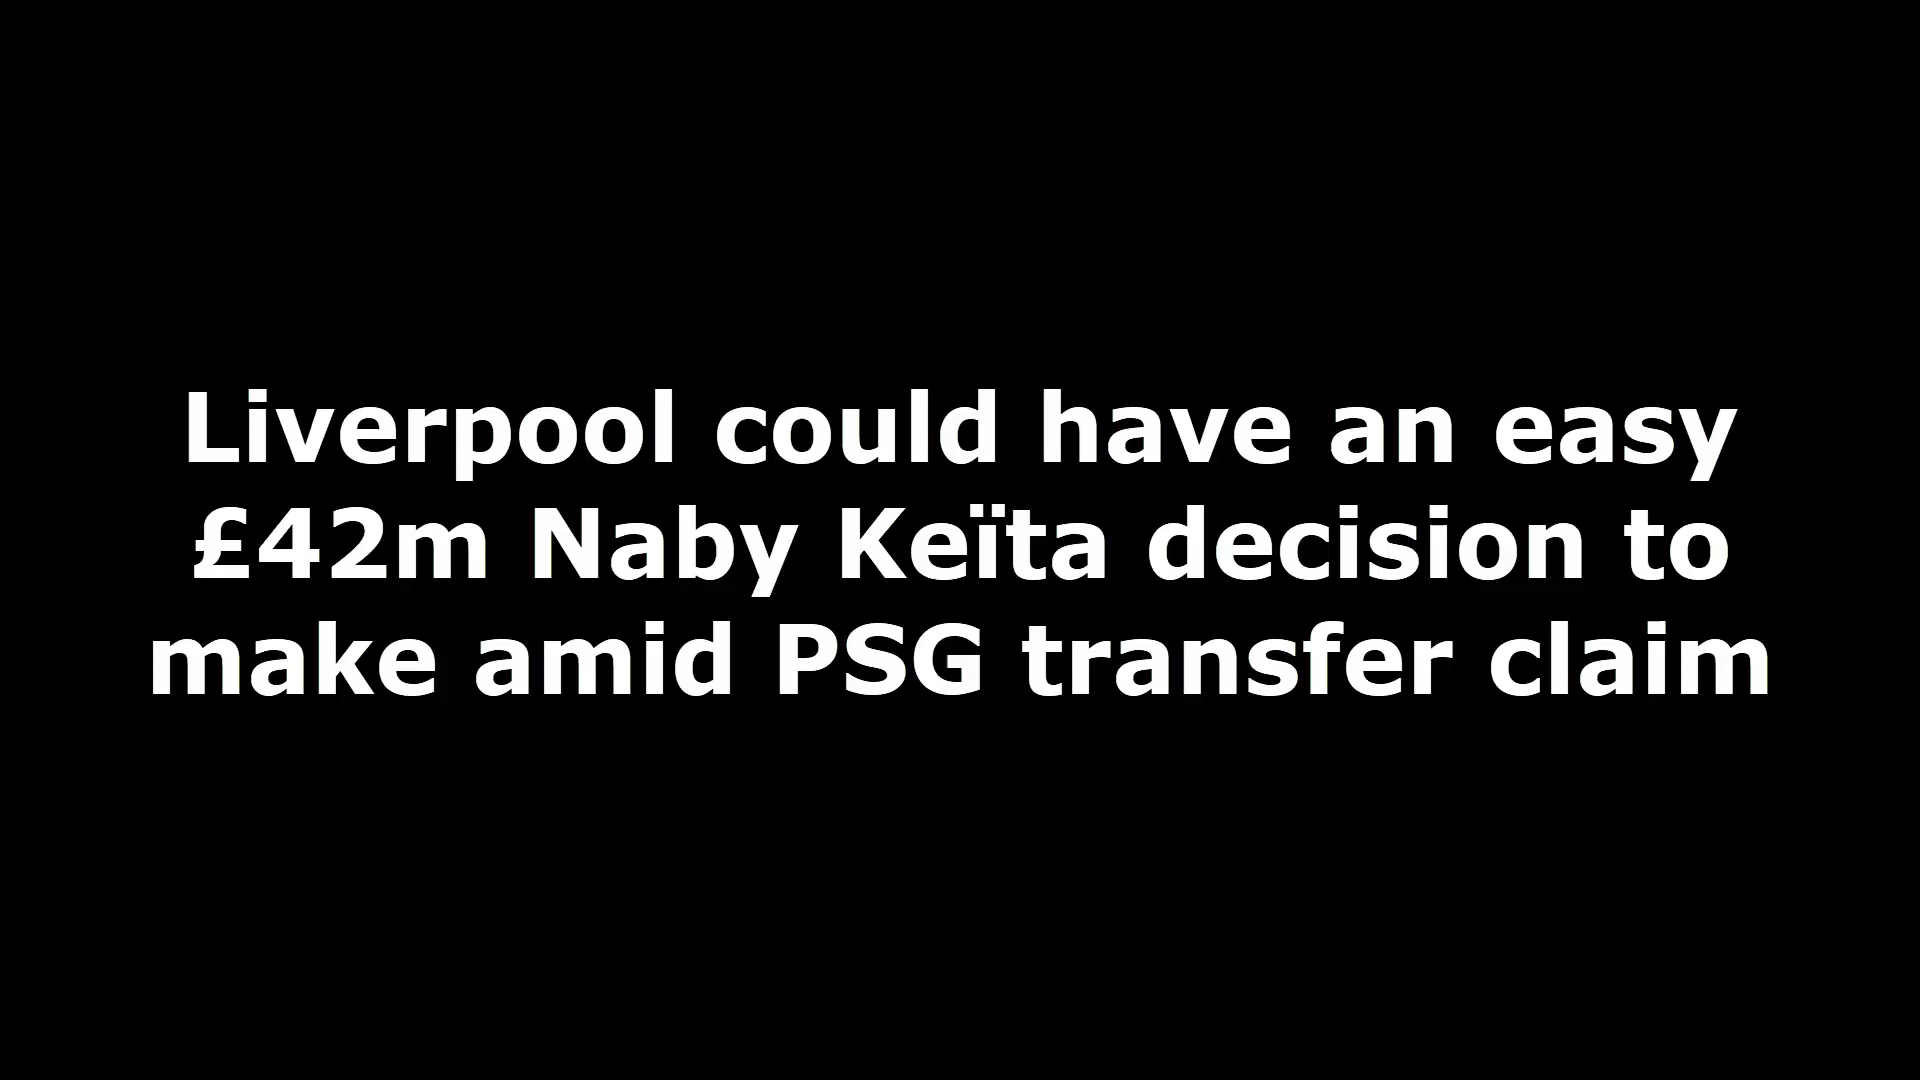 Liverpool could have an easy
£42m Naby Keïta decision to
make amid PSG transfer claim